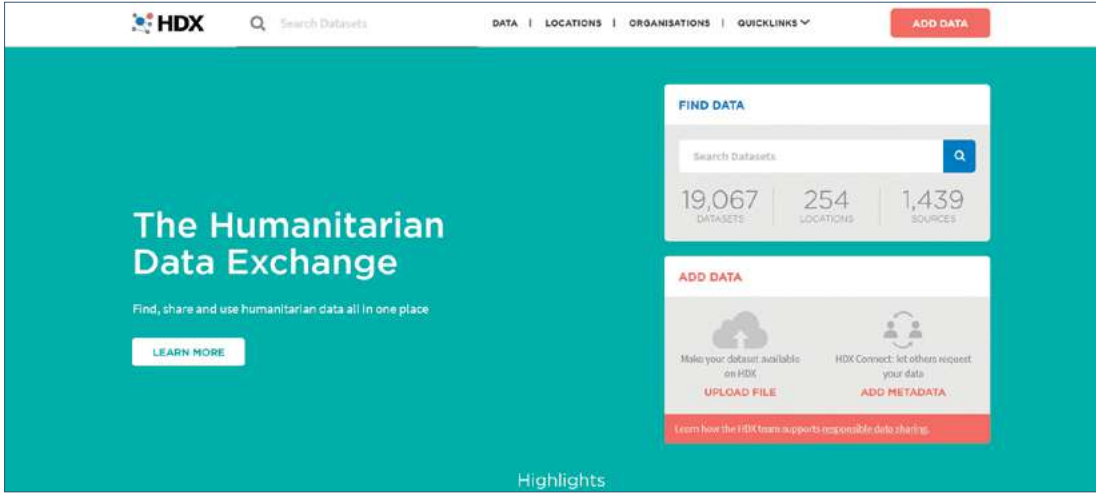 HDX
Search Datasets
DATA | LOCATIONS | ORGANISATIONS | QUICKLINKS
ADD DATA
The Humanitarian
Data Exchange
Find, share and use humanitarian data all in one place
LEARN MORE
FIND DATA
Search Datasets
19,067 254 1,439
DATASETS LOCATIONS SOURCES
ADD DATA
Make your dataset available
on HDX
UPLOAD FILE
HDX Connect: let others request
your data
ADD METADATA
Learn how the HDX team supports responsible data sharing.
Highlights